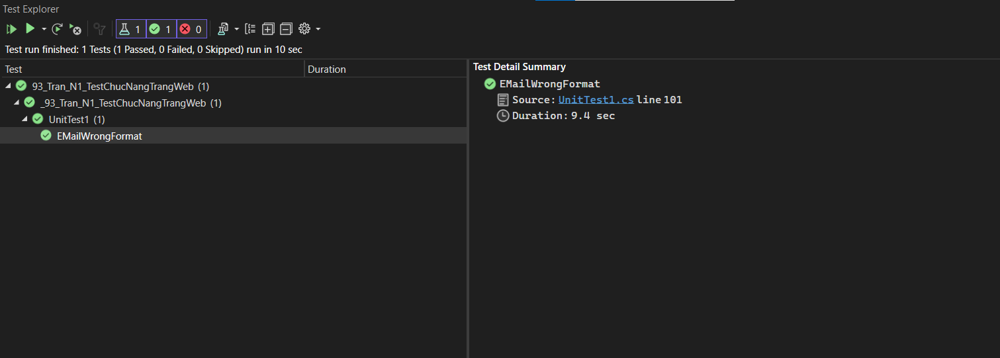 Test Explorer
1 1 0
Test run finished: 1 Tests (1 Passed, 0 Failed, 0 Skipped) run in 10 sec
Test Duration
93_Tran_N1_TestChucNangTrangWeb (1)
_93_Tran_N1_TestChucNangTrangWeb (1)
UnitTest1 (1)
EMailWrongFormat
Test Detail Summary
EMailWrongFormat
Source: UnitTest1.cs line 101
Duration: 9.4 sec